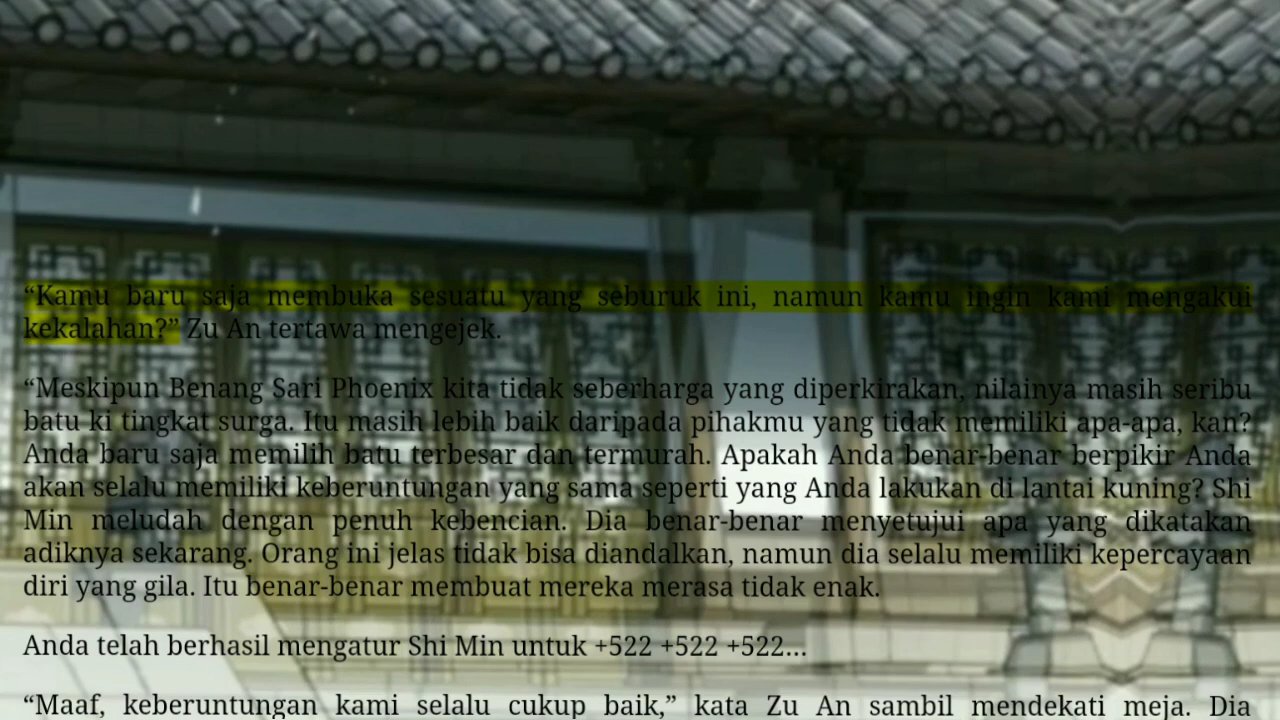 “Kamu baru saja membuka sesuatu yang seburuk ini, namun kamu ingin kami mengakui
kekalahan?” Zu An tertawa mengejek.
“Meskipun Benang Sari Phoenix kita tidak seberharga yang diperkirakan, nilainya masih seribu
batu ki tingkat surga. Itu masih lebih baik daripada pihakmu yang tidak memiliki apa-apa, kan?
Anda baru saja memilih batu terbesar dan termurah. Apakah Anda benar-benar berpikir Anda
akan selalu memiliki keberuntungan yang sama seperti yang Anda lakukan di lantai kuning? Shi
Min meludah dengan penuh kebencian. Dia benar-benar menyetujui apa yang dikatakan
adiknya sekarang. Orang ini jelas tidak bisa diandalkan, namun dia selalu memiliki kepercayaan
diri yang gila. Itu benar-benar membuat mereka merasa tidak enak.
Anda telah berhasil mengatur Shi Min untuk +522 +522 +522...
“Maaf, keberuntungan kami selalu cukup baik,” kata Zu An sambil mendekati meja. Dia